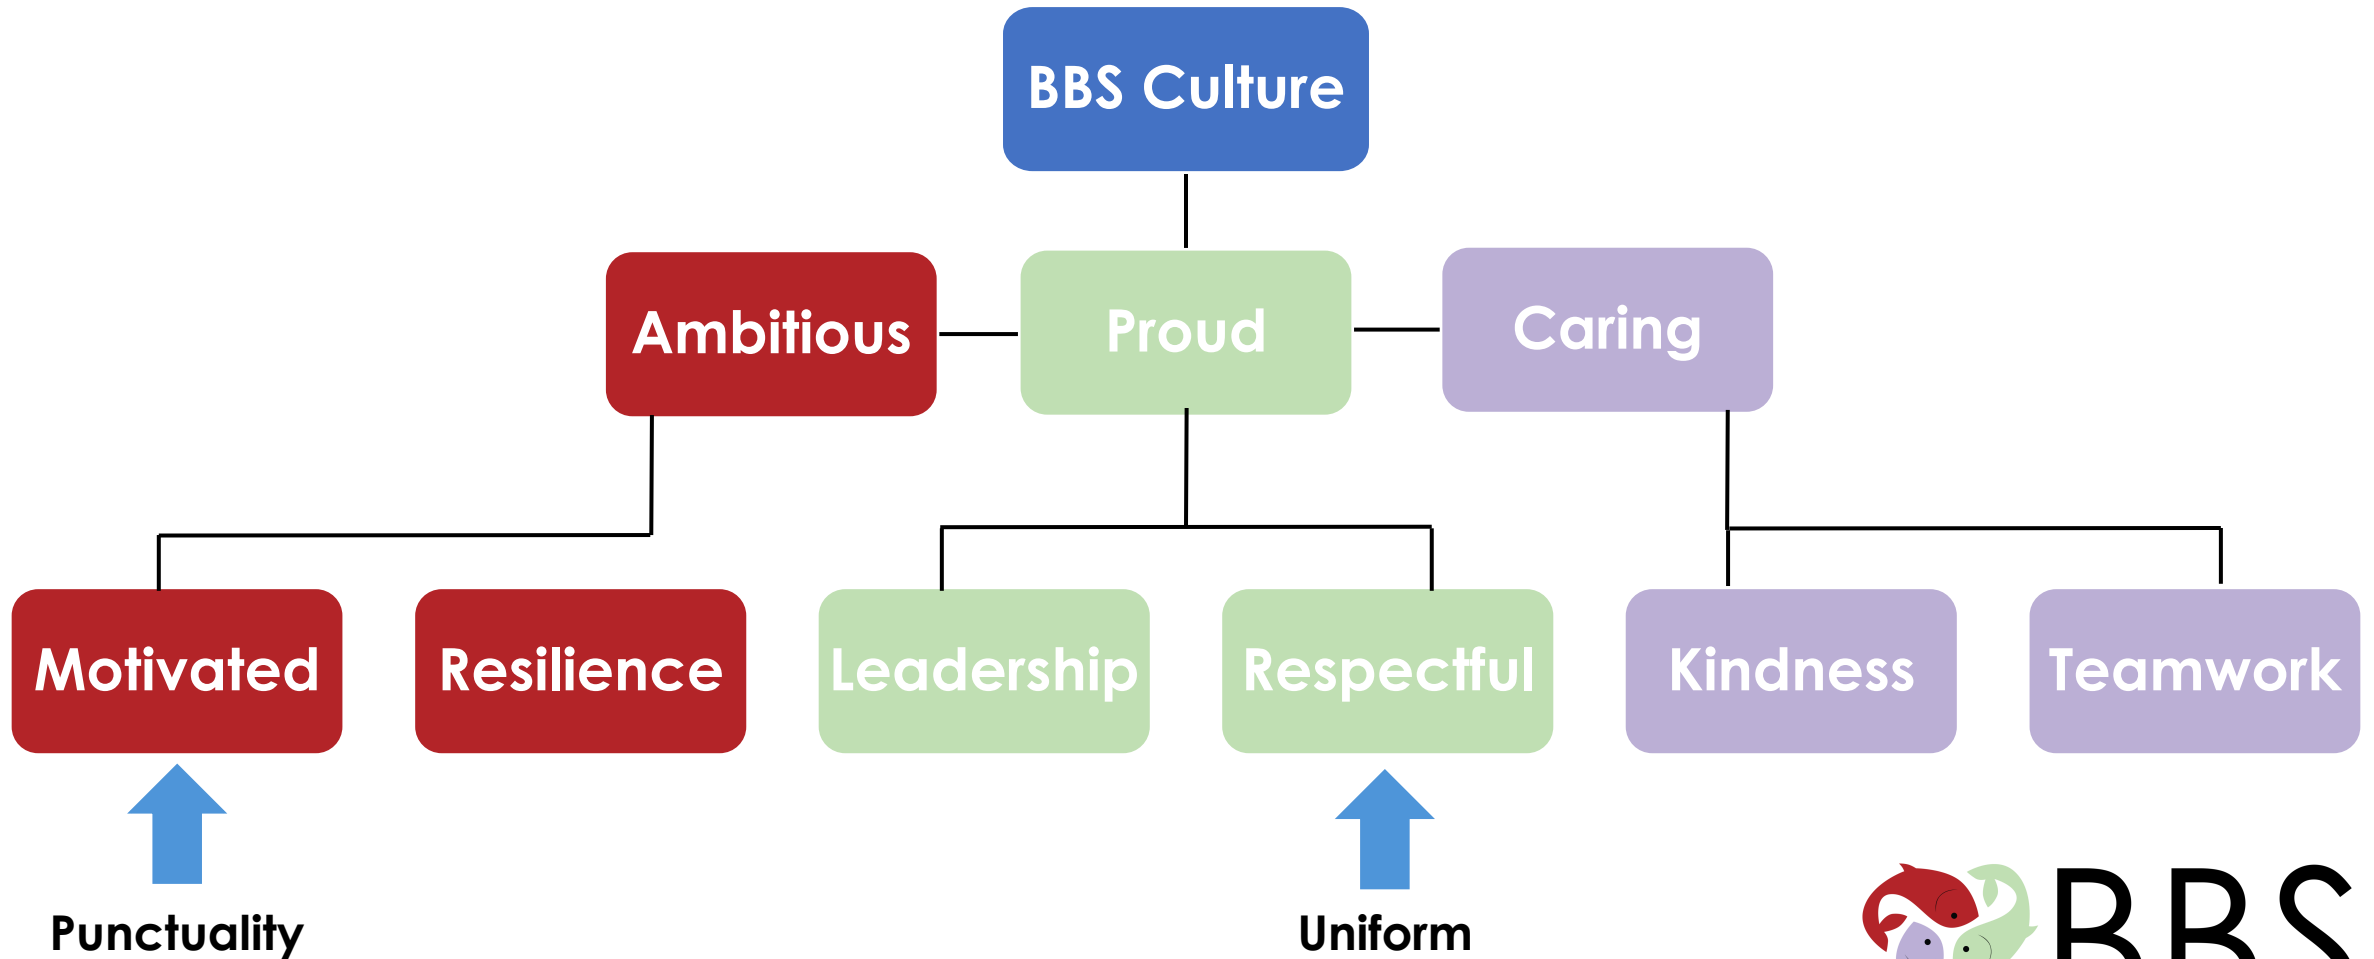 BBS Culture
Ambitious
Proud
Caring
Motivated
Resilience
Leadership
Respectful
Kindness
Teamwork
Punctuality
Uniform
BBS